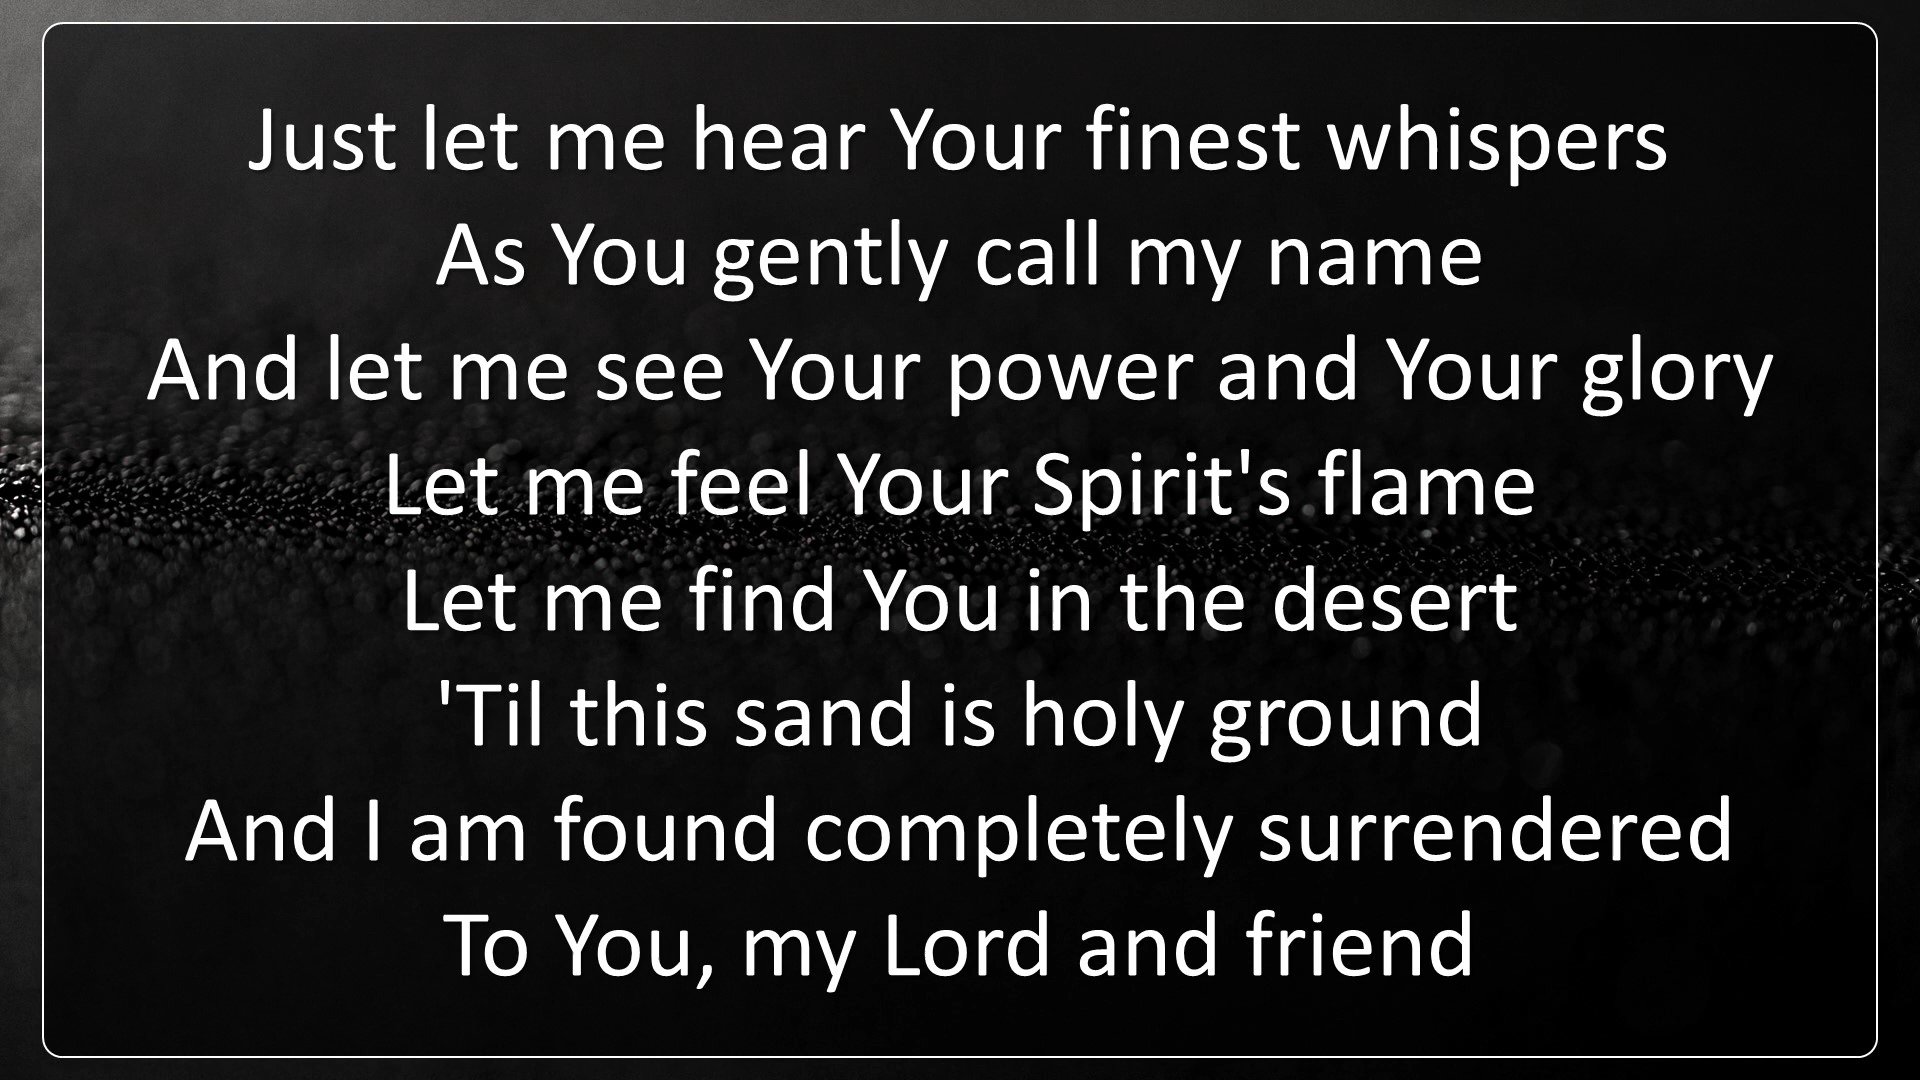 Just let me hear Your finest whispers
As You gently call my name
And let me see Your power and Your glory
Let me feel Your Spirit's flame
Let me find You in the desert
'Til this sand is holy ground
And I am found completely surrendered
To You, my Lord and friend